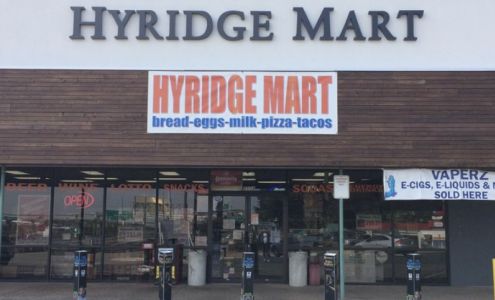 HYRIDGE MART
HYRIDGE MART
bread-eggs-milk-pizza-tacos
VAPERZ
E-CIGS, E-LIQUIDS &
SOLD HERE
BEER WINE LOTTO SNACKS
SODAS
OPEN